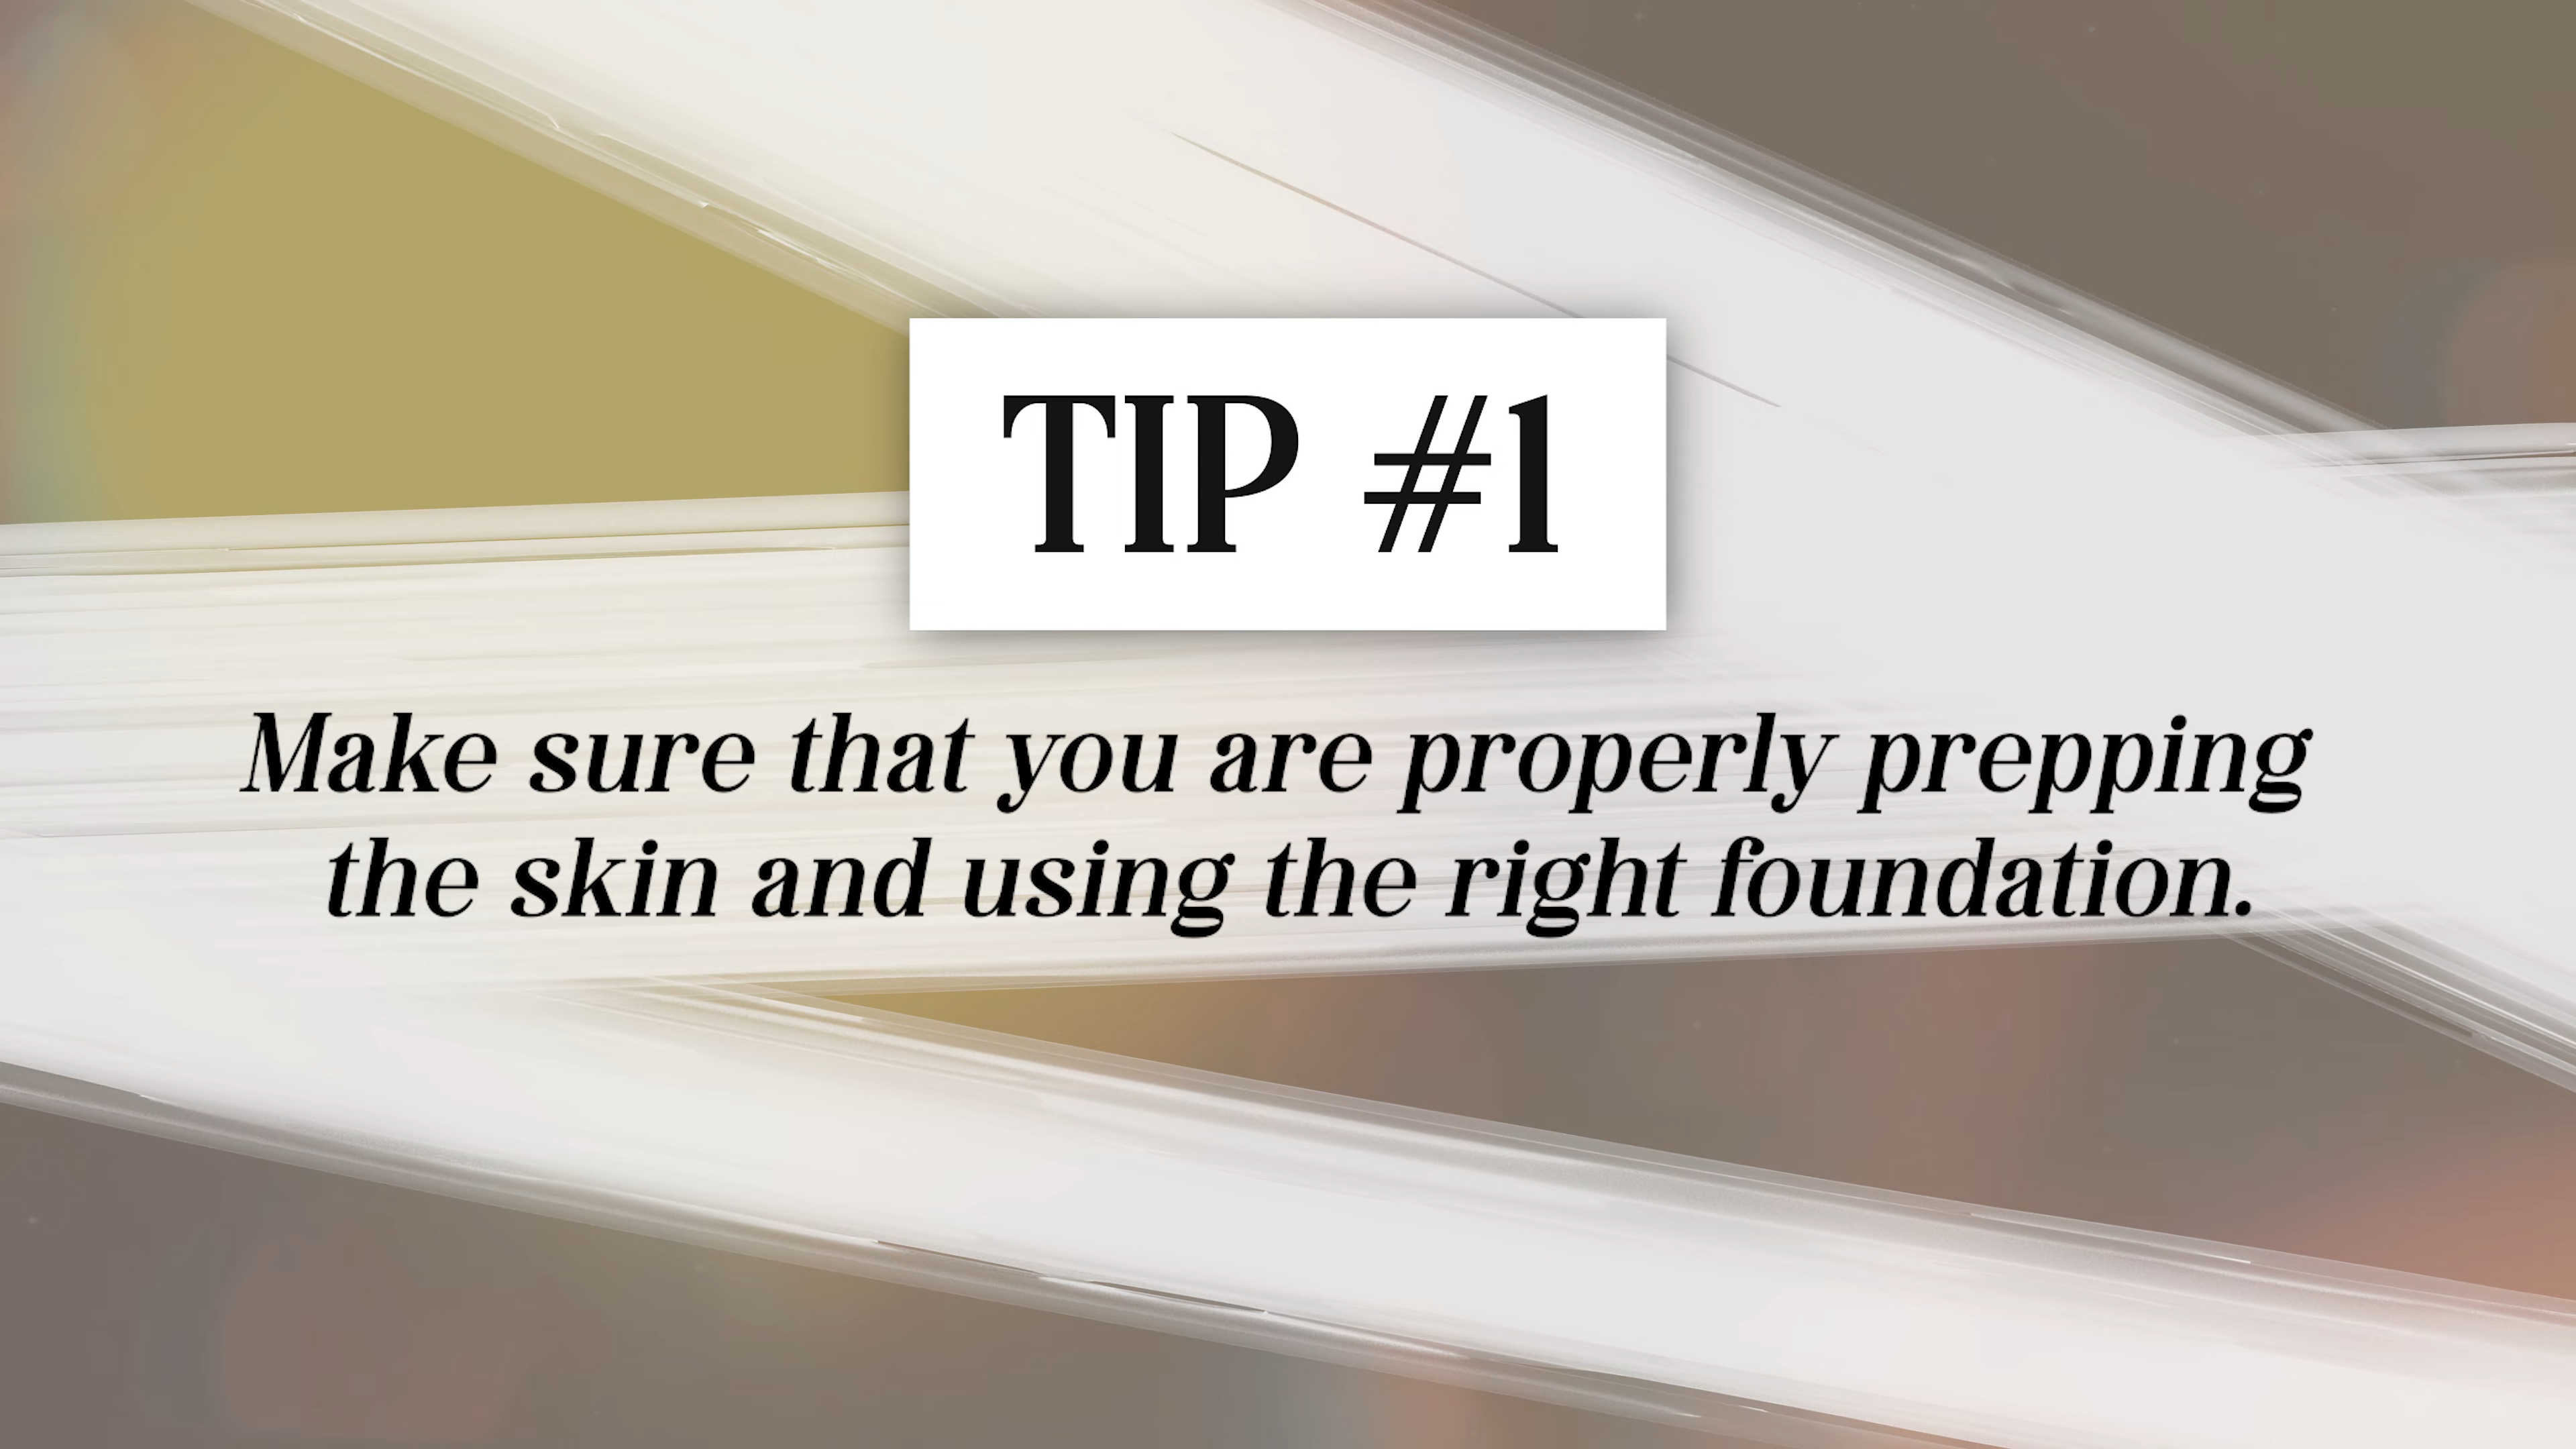 TIP #1
Make sure that you are properly prepping
the skin and using the right foundation.